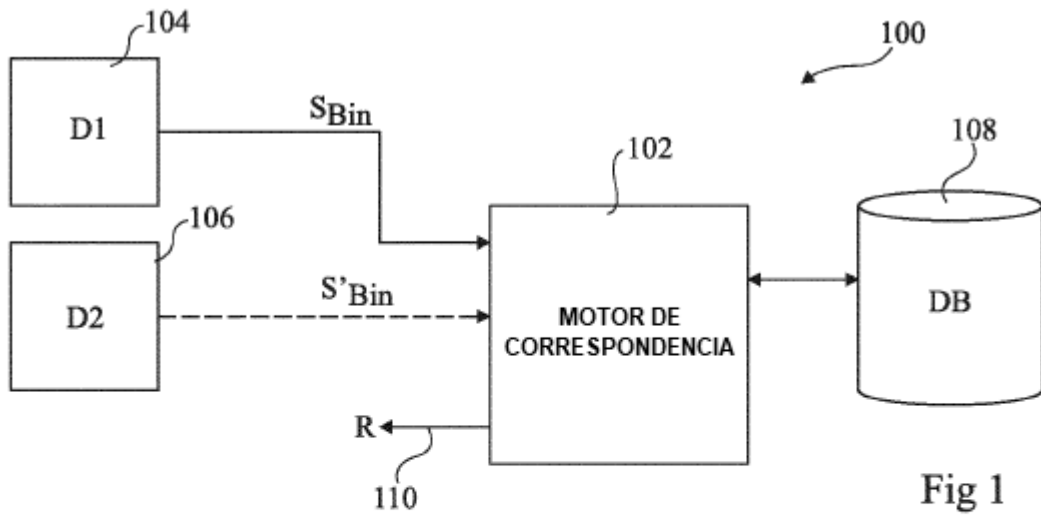 104
100
D1
S_Bin
108
102
106
D2
S'_Bin
MOTOR DE
CORRESPONDENCIA
DB
R
110
Fig 1